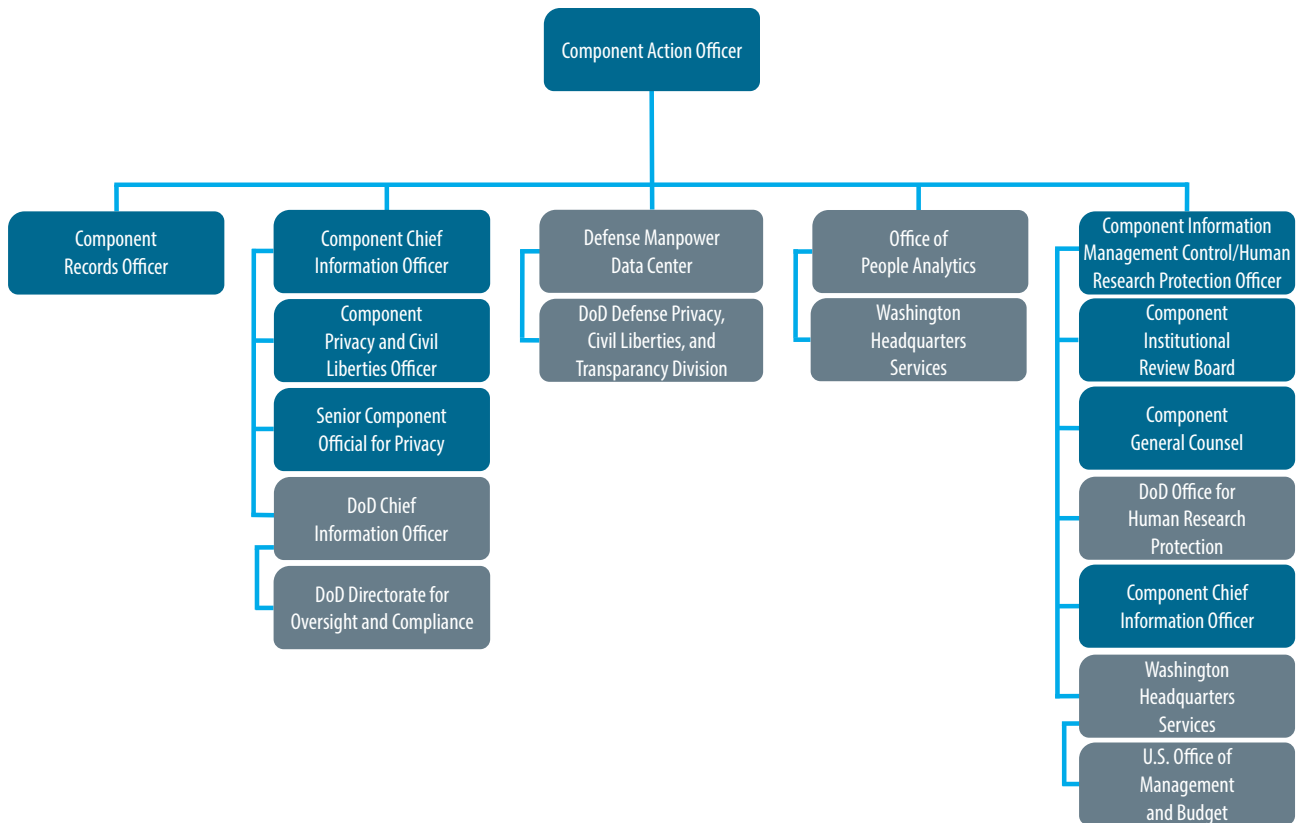 Component Action Officer
Component
Records Officer
Component Chief
Information Officer
Component
Privacy and Civil
Liberties Officer
Senior Component
Official for Privacy
DoD Chief
Information Officer
DoD Directorate for
Oversight and Compliance
Defense Manpower
Data Center
DoD Defense Privacy,
Civil Liberties, and
Transparancy Division
Office of
People Analytics
Washington
Headquarters
Services
Component Information
Management Control/Human
Research Protection Officer
Component
Institutional
Review Board
Component
General Counsel
DoD Office for
Human Research
Protection
Component Chief
Information Officer
Washington
Headquarters
Services
U.S. Office of
Management
and Budget